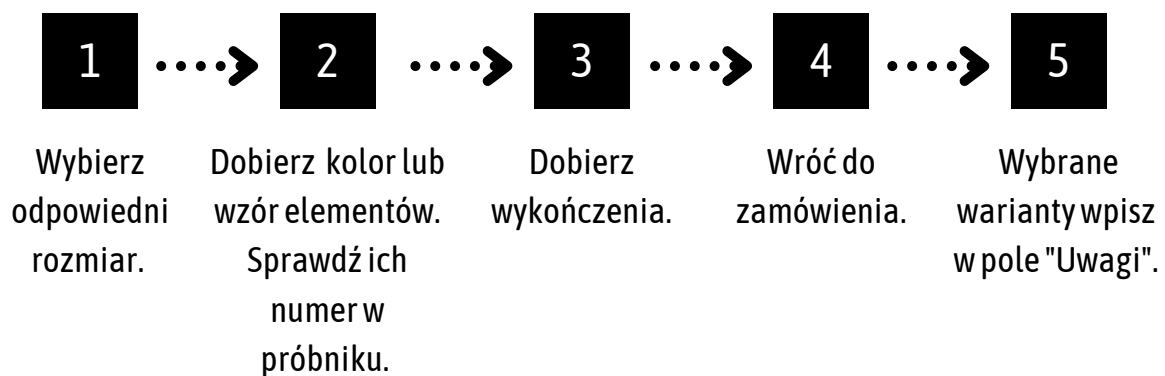 1
2
3
4
5
Wybierz
odpowiedni
rozmiar.
Dobierz kolor lub
wzór elementów.
Sprawdź ich
numer w
próbniku.
Dobierz
wykończenia.
Wróć do
zamówienia.
Wybrane
warianty wpisz
w pole "Uwagi".